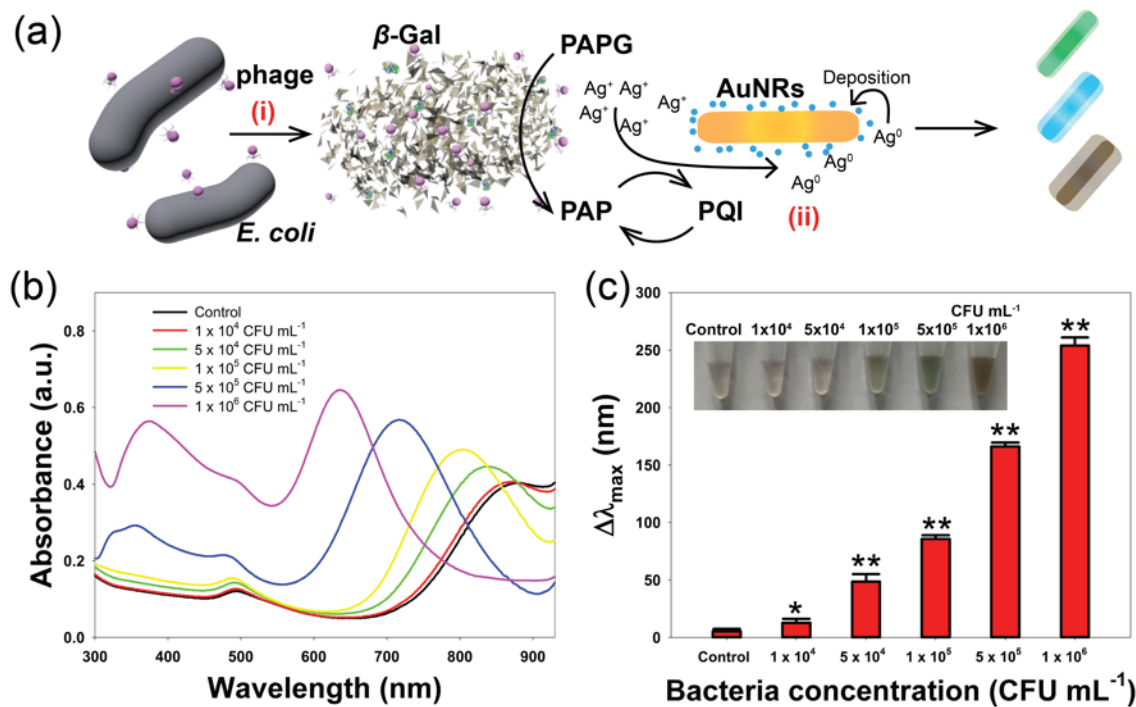 (a)
β-Gal
PAPG
phage
(i)
Ag⁺ Ag⁺
Ag⁺
Ag⁺
Ag⁺
AuNRs
Deposition
Ag⁰
Ag⁰
Ag⁰
PAP
PQI
(ii)
E. coli
(b)
Control
1 x 10⁴ CFU mL⁻¹
5 x 10⁴ CFU mL⁻¹
1 x 10⁵ CFU mL⁻¹
5 x 10⁵ CFU mL⁻¹
1 x 10⁶ CFU mL⁻¹
0.8
0.6
0.4
0.2
0.0
Absorbance (a.u.)
300 400 500 600 700 800 900
Wavelength (nm)
(c)
CFU mL⁻¹
Control 1x10⁴ 5x10⁴ 1x10⁵ 5x10⁵ 1x10⁶
300
250
200
150
100
50
0
Δλmax (nm)
*
**
**
**
**
Control 1 x 10⁴ 5 x 10⁴ 1 x 10⁵ 5 x 10⁵ 1 x 10⁶
Bacteria concentration (CFU mL⁻¹)